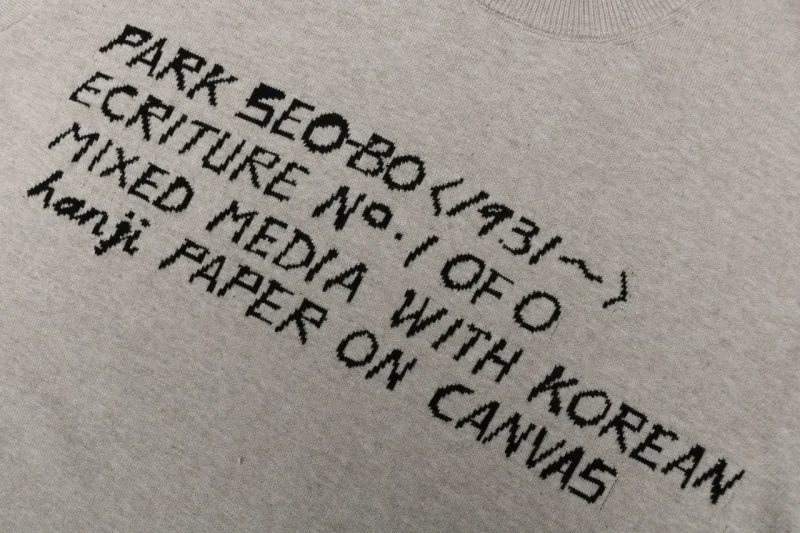 PARK SEO-BO <1931~>
ECRITURE No. 1 OF 0
MIXED MEDIA WITH KOREAN
hanji PAPER ON CANVAS